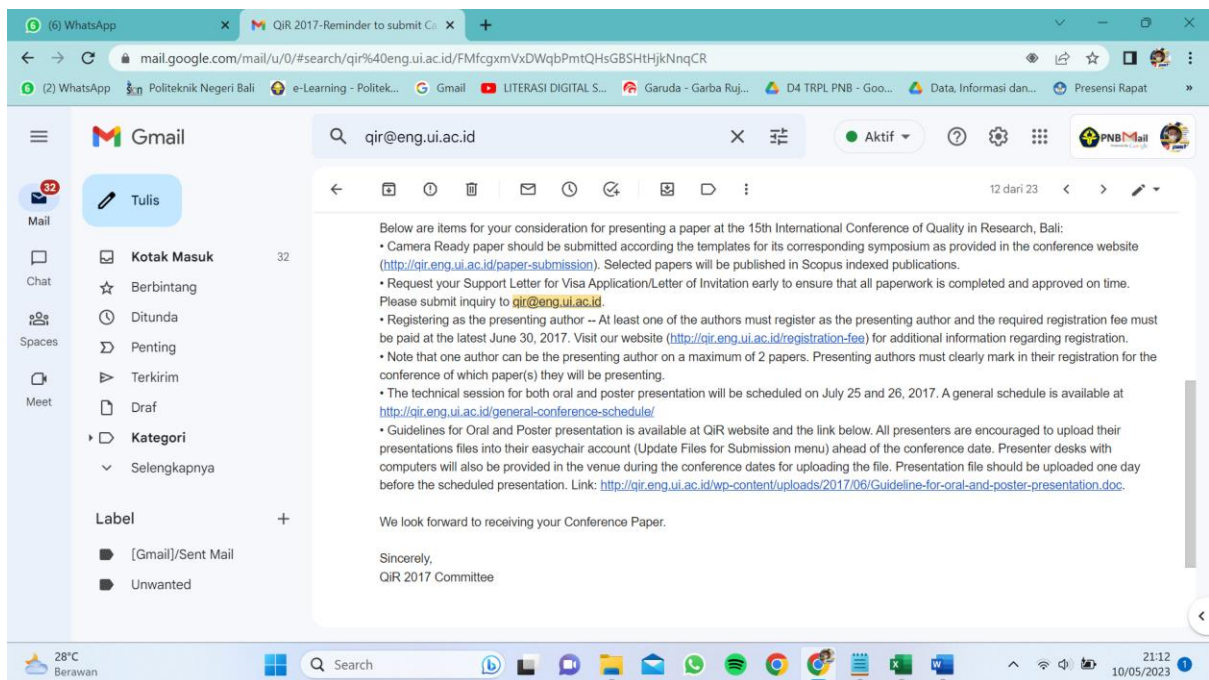 (6) WhatsApp
QiR 2017-Reminder to submit Ca
mail.google.com/mail/u/0/#search/qir%40eng.ui.ac.id/FMfcgxmVxDWqbPmtQHsGBSHtHjkNnqCR
(2) WhatsApp
Politeknik Negeri Bali
e-Learning - Politek...
Gmail
LITERASI DIGITAL S...
Garuda - Garba Ruj...
D4 TRPL PNB - Goo...
Data, Informasi dan...
Presensi Rapat
»
Gmail
qir@eng.ui.ac.id
Aktif
PNBMail
32
Mail
Chat
Spaces
Meet
Tulis
Kotak Masuk 32
Berbintang
Ditunda
Penting
Terkirim
Draf
Kategori
Selengkapnya
Label +
[Gmail]/Sent Mail
Unwanted
12 dari 23
Below are items for your consideration for presenting a paper at the 15th International Conference of Quality in Research, Bali:
• Camera Ready paper should be submitted according the templates for its corresponding symposium as provided in the conference website
(http://qir.eng.ui.ac.id/paper-submission). Selected papers will be published in Scopus indexed publications.
• Request your Support Letter for Visa Application/Letter of Invitation early to ensure that all paperwork is completed and approved on time.
Please submit inquiry to qir@eng.ui.ac.id.
• Registering as the presenting author -- At least one of the authors must register as the presenting author and the required registration fee must
be paid at the latest June 30, 2017. Visit our website (http://qir.eng.ui.ac.id/registration-fee) for additional information regarding registration.
• Note that one author can be the presenting author on a maximum of 2 papers. Presenting authors must clearly mark in their registration for the
conference of which paper(s) they will be presenting.
• The technical session for both oral and poster presentation will be scheduled on July 25 and 26, 2017. A general schedule is available at
http://qir.eng.ui.ac.id/general-conference-schedule/
• Guidelines for Oral and Poster presentation is available at QiR website and the link below. All presenters are encouraged to upload their
presentations files into their easychair account (Update Files for Submission menu) ahead of the conference date. Presenter desks with
computers will also be provided in the venue during the conference dates for uploading the file. Presentation file should be uploaded one day
before the scheduled presentation. Link: http://qir.eng.ui.ac.id/wp-content/uploads/2017/06/Guideline-for-oral-and-poster-presentation.doc.
We look forward to receiving your Conference Paper.
Sincerely,
QiR 2017 Committee
28°C
Berawan
Search
21:12
10/05/2023
1